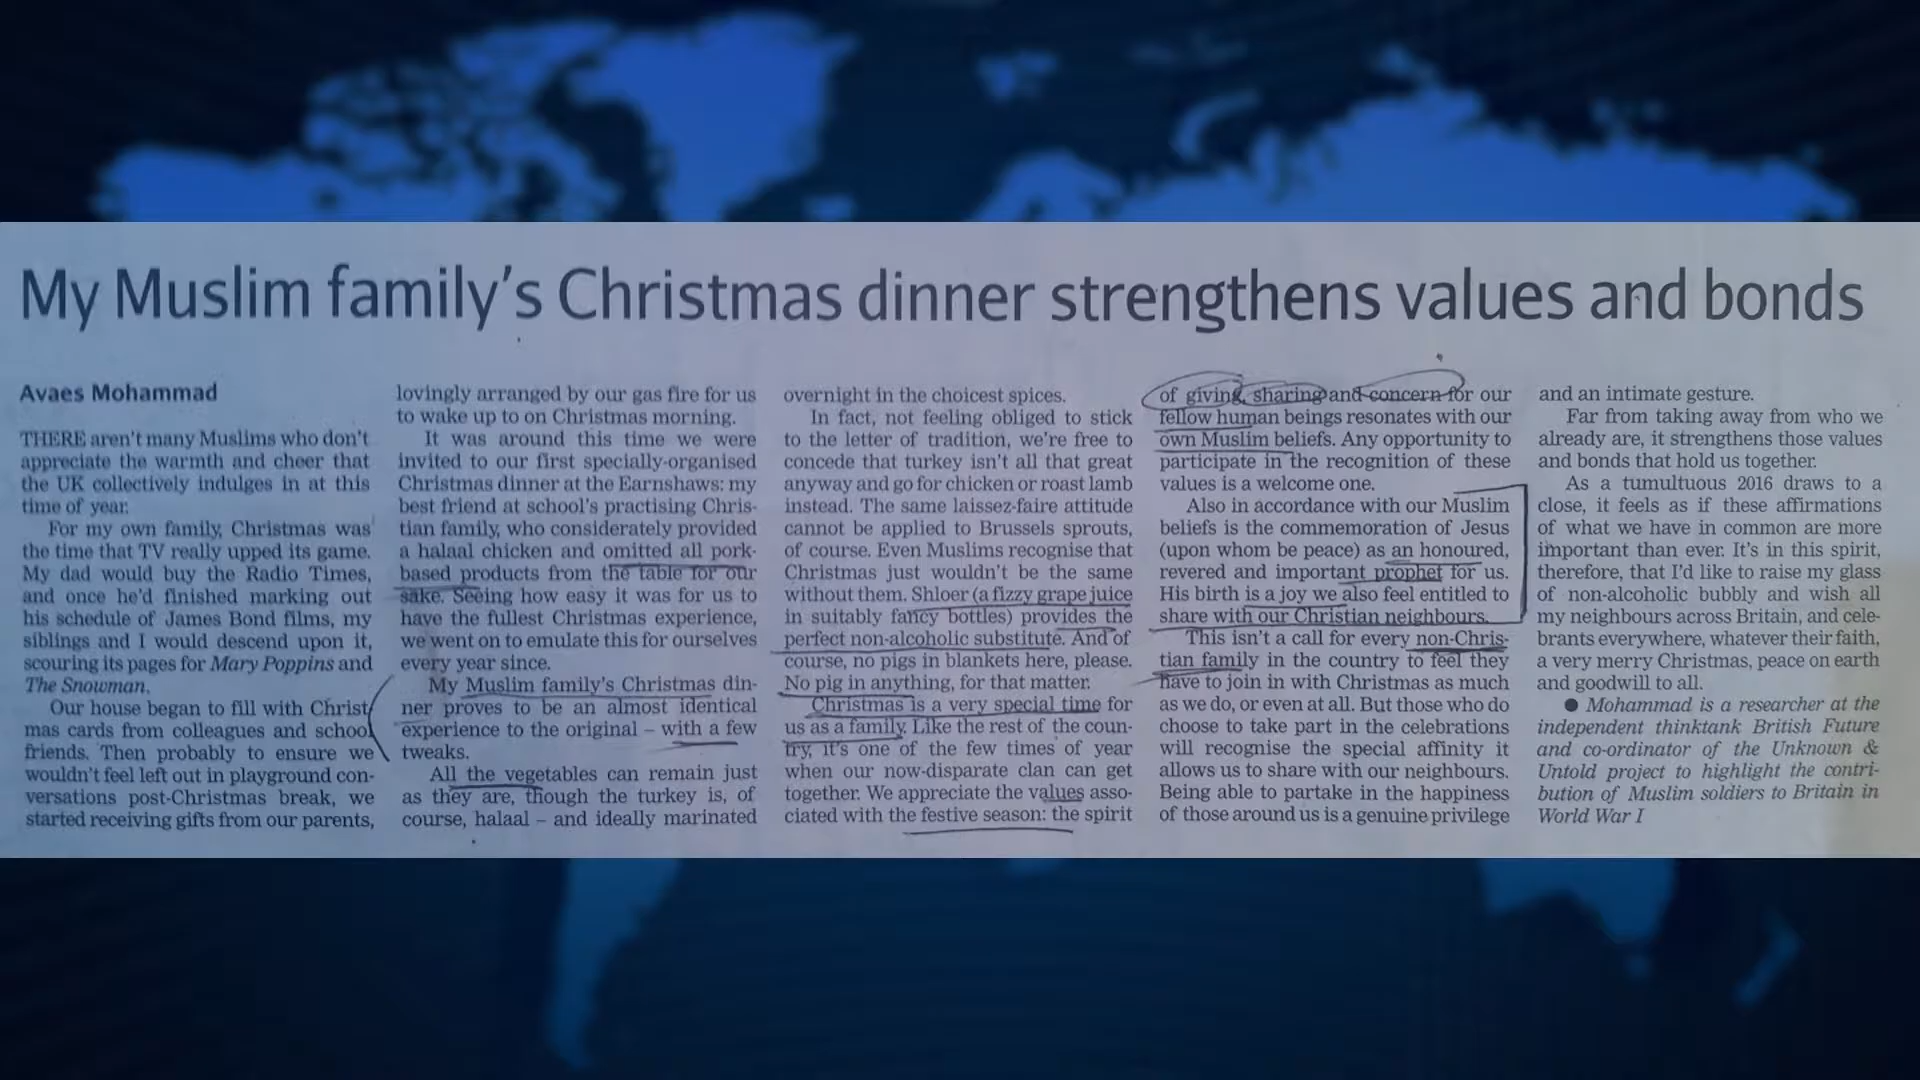 My Muslim family's Christmas dinner strengthens values and bonds
Avaes Mohammad
THERE aren't many Muslims who don't
appreciate the warmth and cheer that
the UK collectively indulges in at this
time of year.
For my own family, Christmas was
the time that TV really upped its game.
My dad would buy the Radio Times,
and once he'd finished marking out
his schedule of James Bond films, my
siblings and I would descend upon it,
scouring its pages for Mary Poppins and
The Snowman.
Our house began to fill with Christ
mas cards from colleagues and school
friends. Then probably to ensure we
wouldn't feel left out in playground con-
versations post-Christmas break, we
started receiving gifts from our parents,
lovingly arranged by our gas fire for us
to wake up to on Christmas morning.
It was around this time we were
invited to our first specially-organised
Christmas dinner at the Earnshaws: my
best friend at school's practising Chris-
tian family, who considerately provided
a halaal chicken and omitted all pork-
based products from the table for our
sake. Seeing how easy it was for us to
have the fullest Christmas experience,
we went on to emulate this for ourselves
every year since.
My Muslim family's Christmas din-
ner proves to be an almost identical
experience to the original – with a few
tweaks.
All the vegetables can remain just
as they are, though the turkey is, of
course, halaal – and ideally marinated
overnight in the choicest spices.
In fact, not feeling obliged to stick
to the letter of tradition, we're free to
concede that turkey isn't all that great
anyway and go for chicken or roast lamb
instead. The same laissez-faire attitude
cannot be applied to Brussels sprouts,
of course. Even Muslims recognise that
Christmas just wouldn't be the same
without them. Shloer (a fizzy grape juice
in suitably fancy bottles) provides the
perfect non-alcoholic substitute. And of
course, no pigs in blankets here, please.
No pig in anything, for that matter.
Christmas is a very special time for
us as a family. Like the rest of the coun-
try, it's one of the few times of year
when our now-disparate clan can get
together. We appreciate the values asso-
ciated with the festive season: the spirit
of giving, sharing and concern for our
fellow human beings resonates with our
own Muslim beliefs. Any opportunity to
participate in the recognition of these
values is a welcome one.
Also in accordance with our Muslim
beliefs is the commemoration of Jesus
(upon whom be peace) as an honoured,
revered and important prophet for us.
His birth is a joy we also feel entitled to
share with our Christian neighbours.
This isn't a call for every non-Chris-
tian family in the country to feel they
have to join in with Christmas as much
as we do, or even at all. But those who do
choose to take part in the celebrations
will recognise the special affinity it
allows us to share with our neighbours.
Being able to partake in the happiness
of those around us is a genuine privilege
and an intimate gesture.
Far from taking away from who we
already are, it strengthens those values
and bonds that hold us together.
As a tumultuous 2016 draws to a
close, it feels as if these affirmations
of what we have in common are more
important than ever. It's in this spirit,
therefore, that I'd like to raise my glass
of non-alcoholic bubbly and wish all
my neighbours across Britain, and cele-
brants everywhere, whatever their faith,
a very merry Christmas, peace on earth
and goodwill to all.
● Mohammad is a researcher at the
independent thinktank British Future
and co-ordinator of the Unknown &
Untold project to highlight the contri-
bution of Muslim soldiers to Britain in
World War I